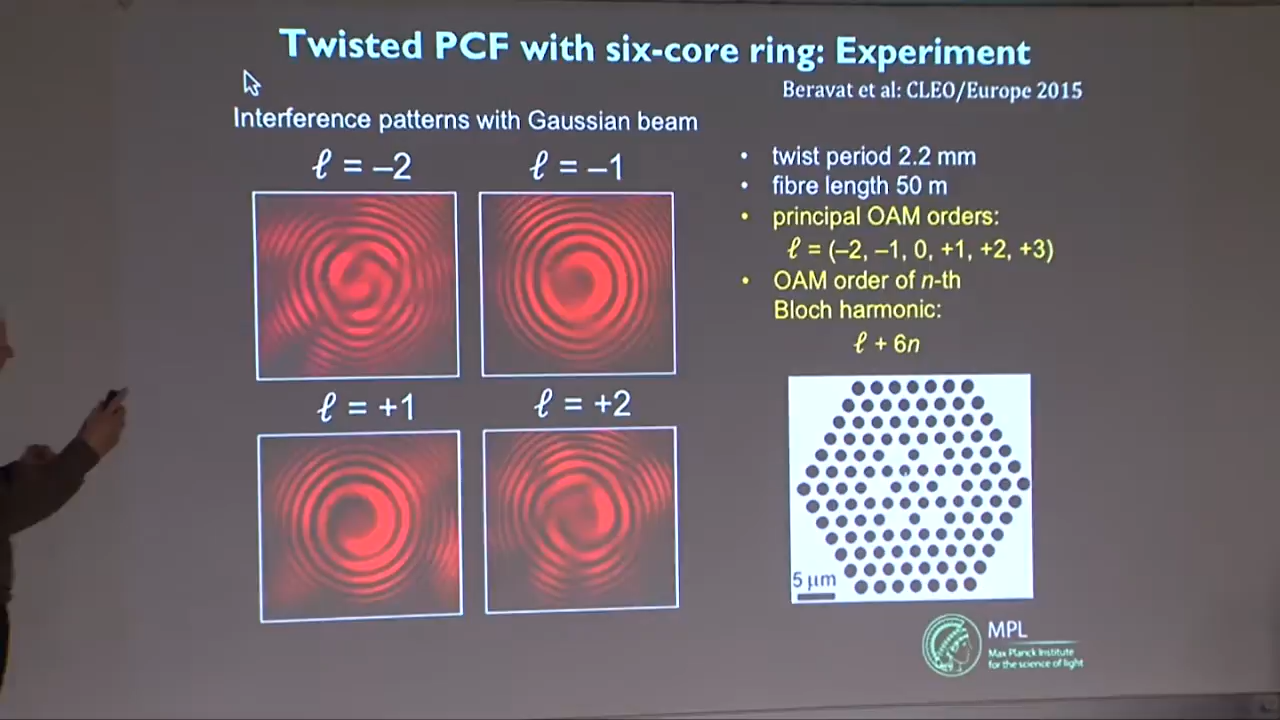 Twisted PCF with six-core ring: Experiment
Beravat et al: CLEO/Europe 2015
Interference patterns with Gaussian beam
ℓ = –2
ℓ = –1
ℓ = +1
ℓ = +2
• twist period 2.2 mm
• fibre length 50 m
• principal OAM orders:
ℓ = (–2, –1, 0, +1, +2, +3)
• OAM order of n-th
Bloch harmonic:
ℓ + 6n
5 µm
MPL
Max Planck Institute
for the science of light